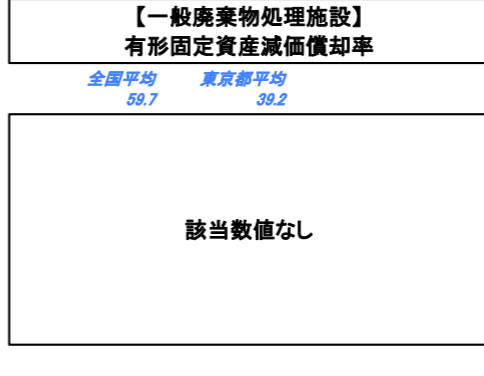 【一般廃棄物処理施設】
有形固定資産減価償却率
全国平均 東京都平均
59.7 39.2
該当数値なし